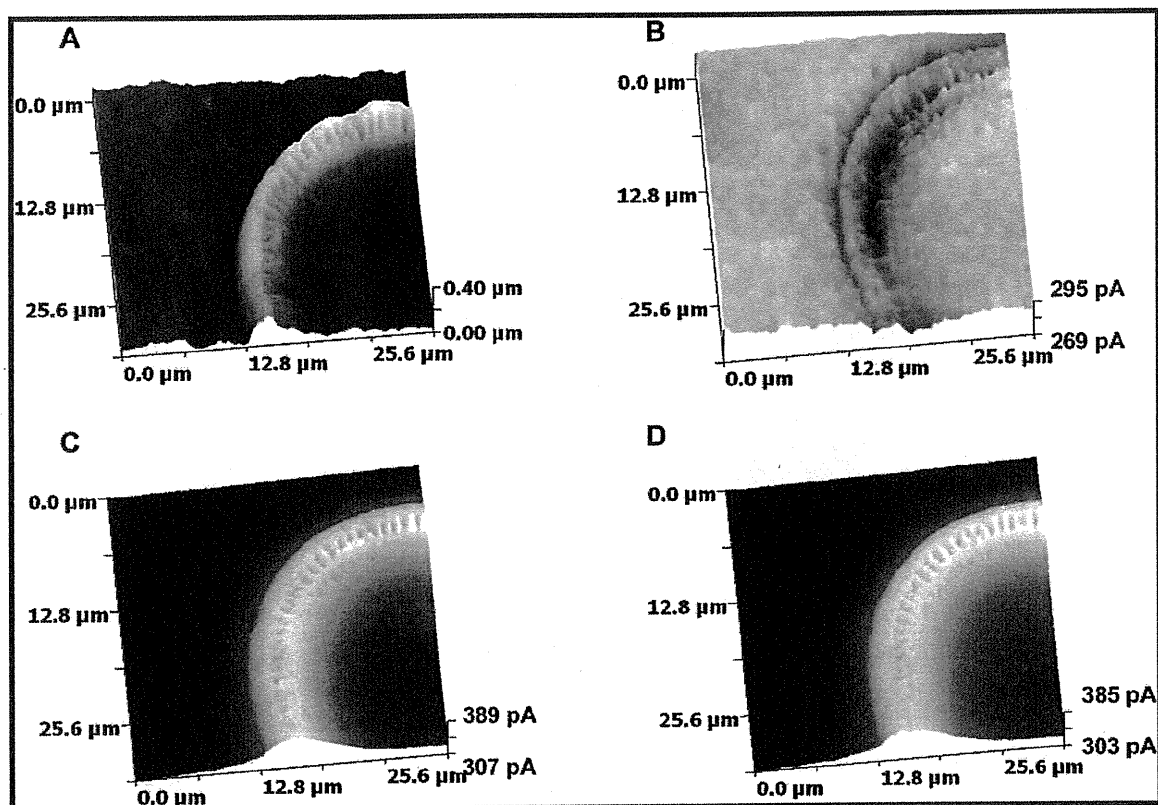 A
0.0 µm
12.8 µm
25.6 µm
0.40 µm
0.00 µm
0.0 µm
12.8 µm
25.6 µm
B
0.0 µm
12.8 µm
25.6 µm
295 pA
269 pA
0.0 µm
12.8 µm
25.6 µm
C
0.0 µm
12.8 µm
25.6 µm
389 pA
307 pA
0.0 µm
12.8 µm
25.6 µm
D
0.0 µm
12.8 µm
25.6 µm
385 pA
303 pA
0.0 µm
12.8 µm
25.6 µm